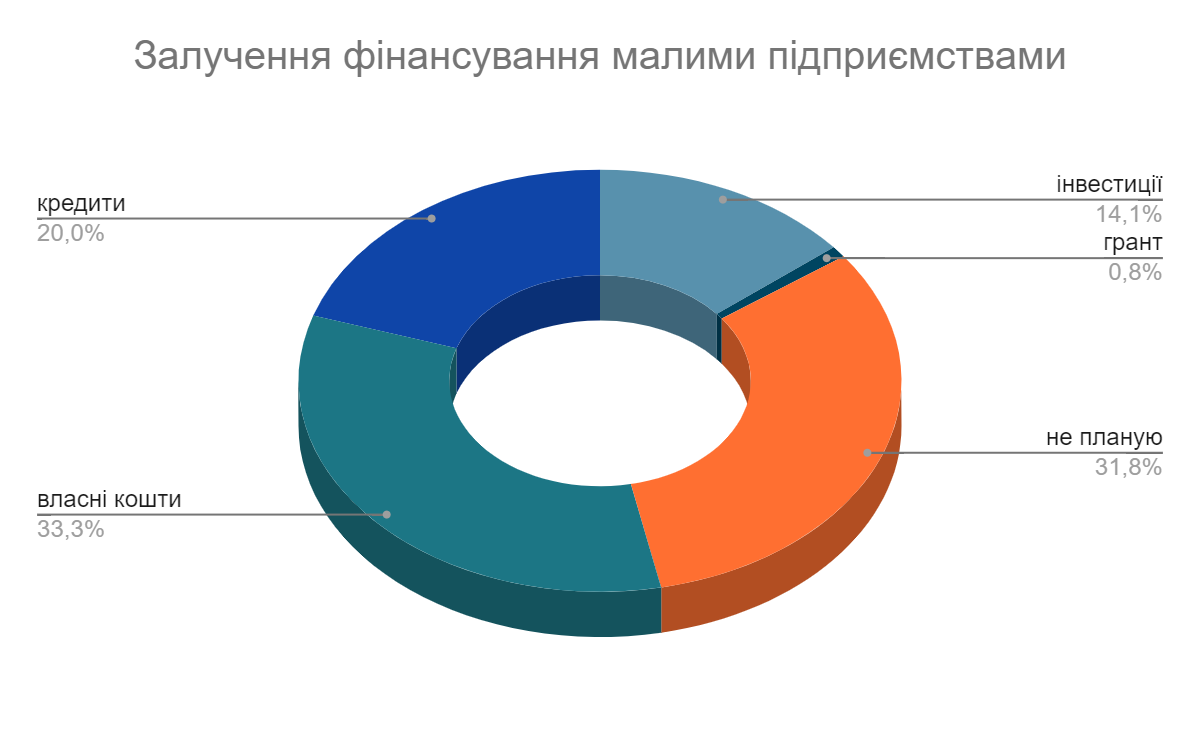 Залучення фінансування малими підприємствами
кредити
20,0%
власні кошти
33,3%
інвестиції
14,1%
грант
0,8%
не планую
31,8%